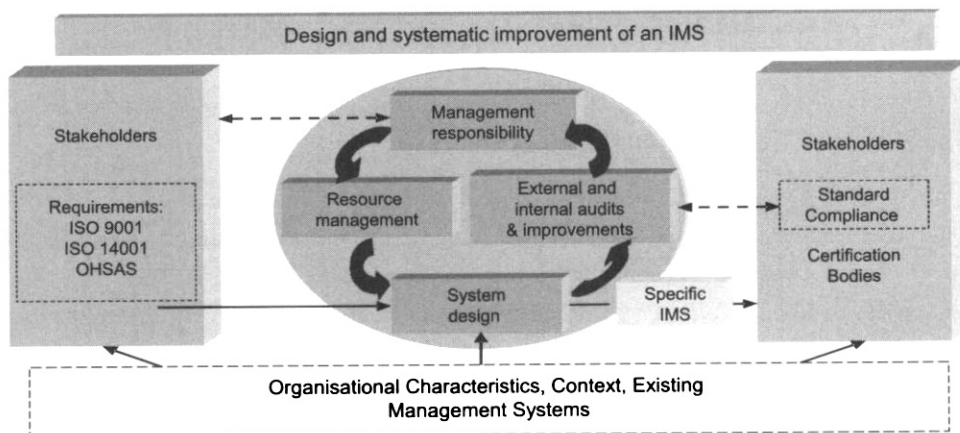 Design and systematic improvement of an IMS
Stakeholders
Requirements:
ISO 9001
ISO 14001
OHSAS
Management
responsibility
Resource
management
External and
internal audits
& improvements
System
design
Specific
IMS
Stakeholders
Standard
Compliance
Certification
Bodies
Organisational Characteristics, Context, Existing
Management Systems